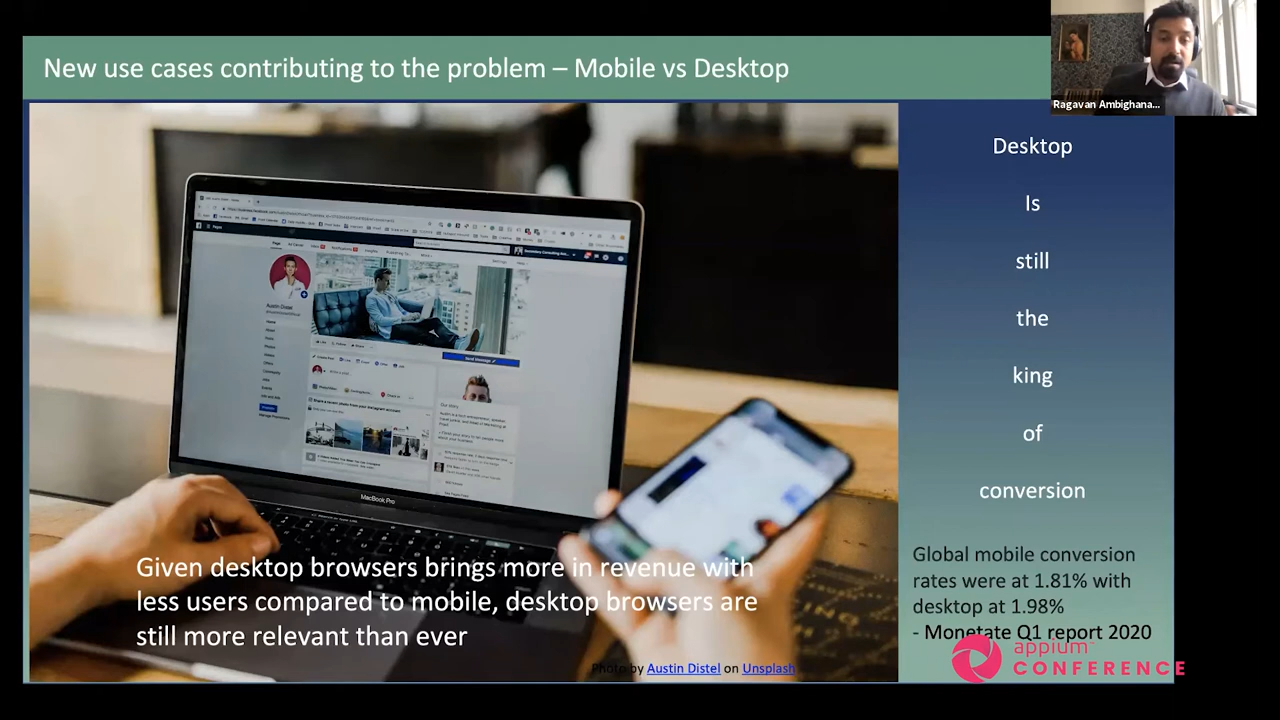 New use cases contributing to the problem – Mobile vs Desktop
Ragavan Ambighana...
Desktop
Is
still
the
king
of
conversion
MacBook Pro
Given desktop browsers brings more in revenue with
less users compared to mobile, desktop browsers are
still more relevant than ever
Photo by Austin Distel on Unsplash
Global mobile conversion
rates were at 1.81% with
desktop at 1.98%
- Monetate Q1 report 2020
appium
CONFERENCE